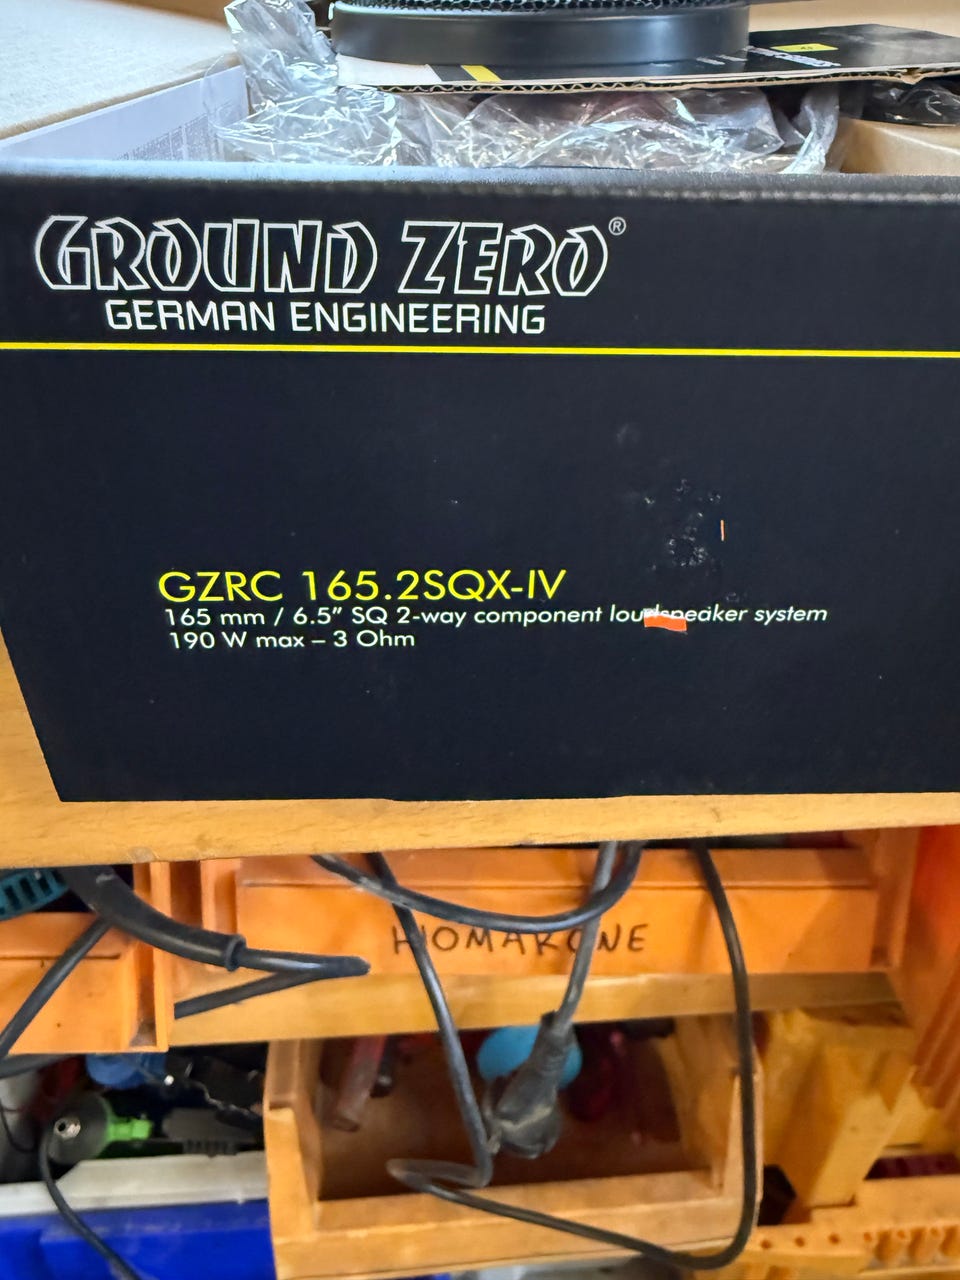 GROUND ZERO®
GERMAN ENGINEERING
GZRC 165.2SQX-IV
165 mm / 6.5″ SQ 2-way component loudspeaker system
190 W max – 3 Ohm
HIOMAKONE